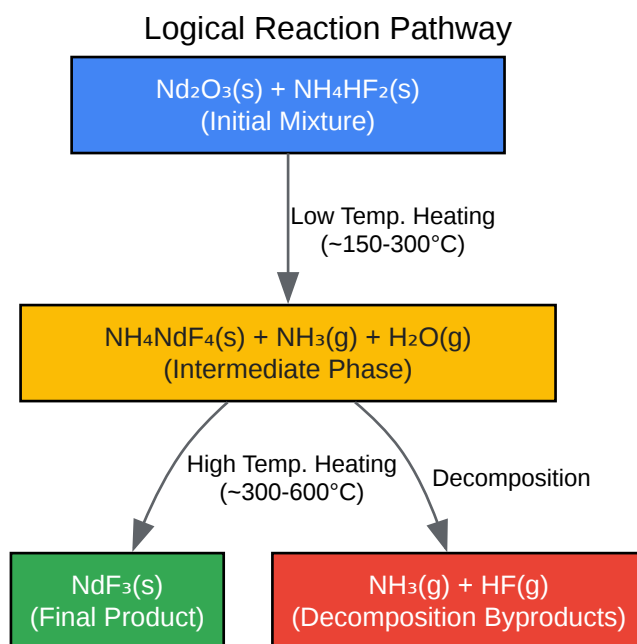 Logical Reaction Pathway
Nd₂O₃(s) + NH₄HF₂(s)
(Initial Mixture)
Low Temp. Heating
(~150-300°C)
NH₄NdF₄(s) + NH₃(g) + H₂O(g)
(Intermediate Phase)
High Temp. Heating
(~300-600°C)
Decomposition
NdF₃(s)
(Final Product)
NH₃(g) + HF(g)
(Decomposition Byproducts)